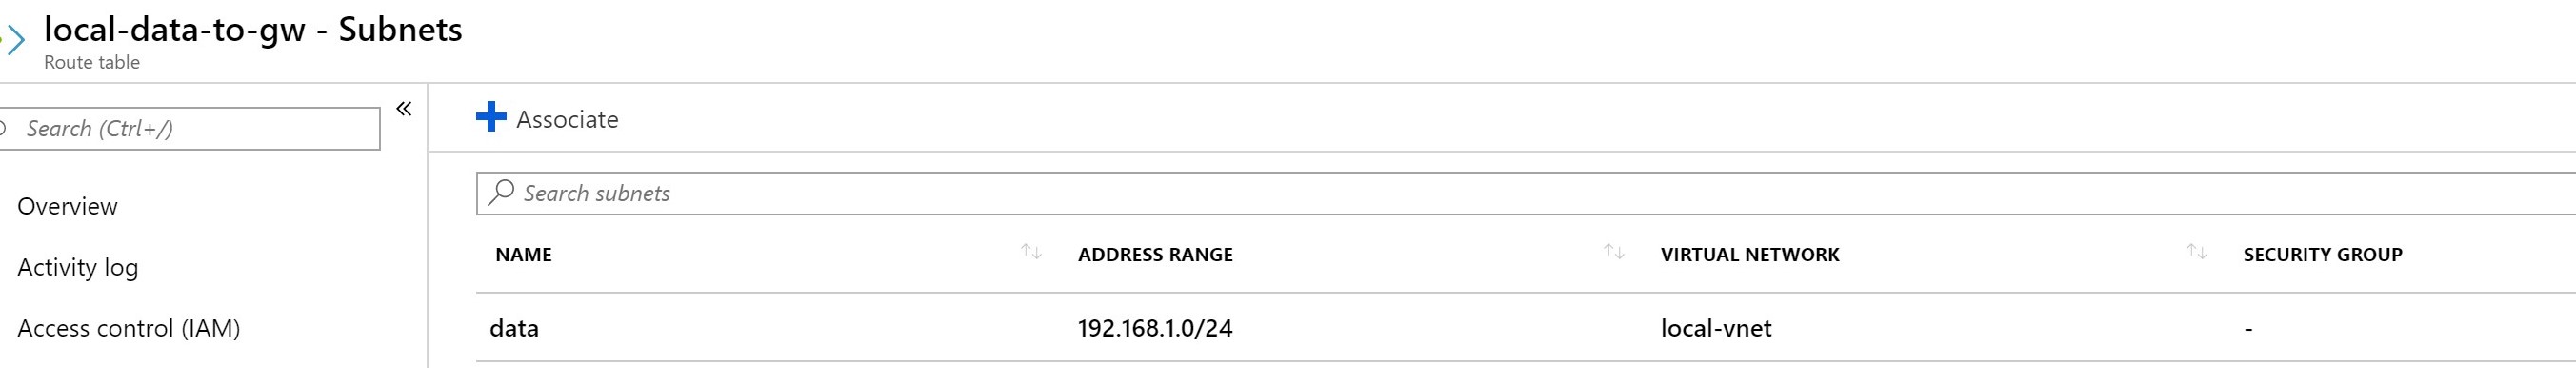 local-data-to-gw - Subnets
Route table
Search (Ctrl+/)
«
Associate
Search subnets
Overview
NAME ADDRESS RANGE VIRTUAL NETWORK SECURITY GROUP
Activity log
data 192.168.1.0/24 local-vnet -
Access control (IAM)